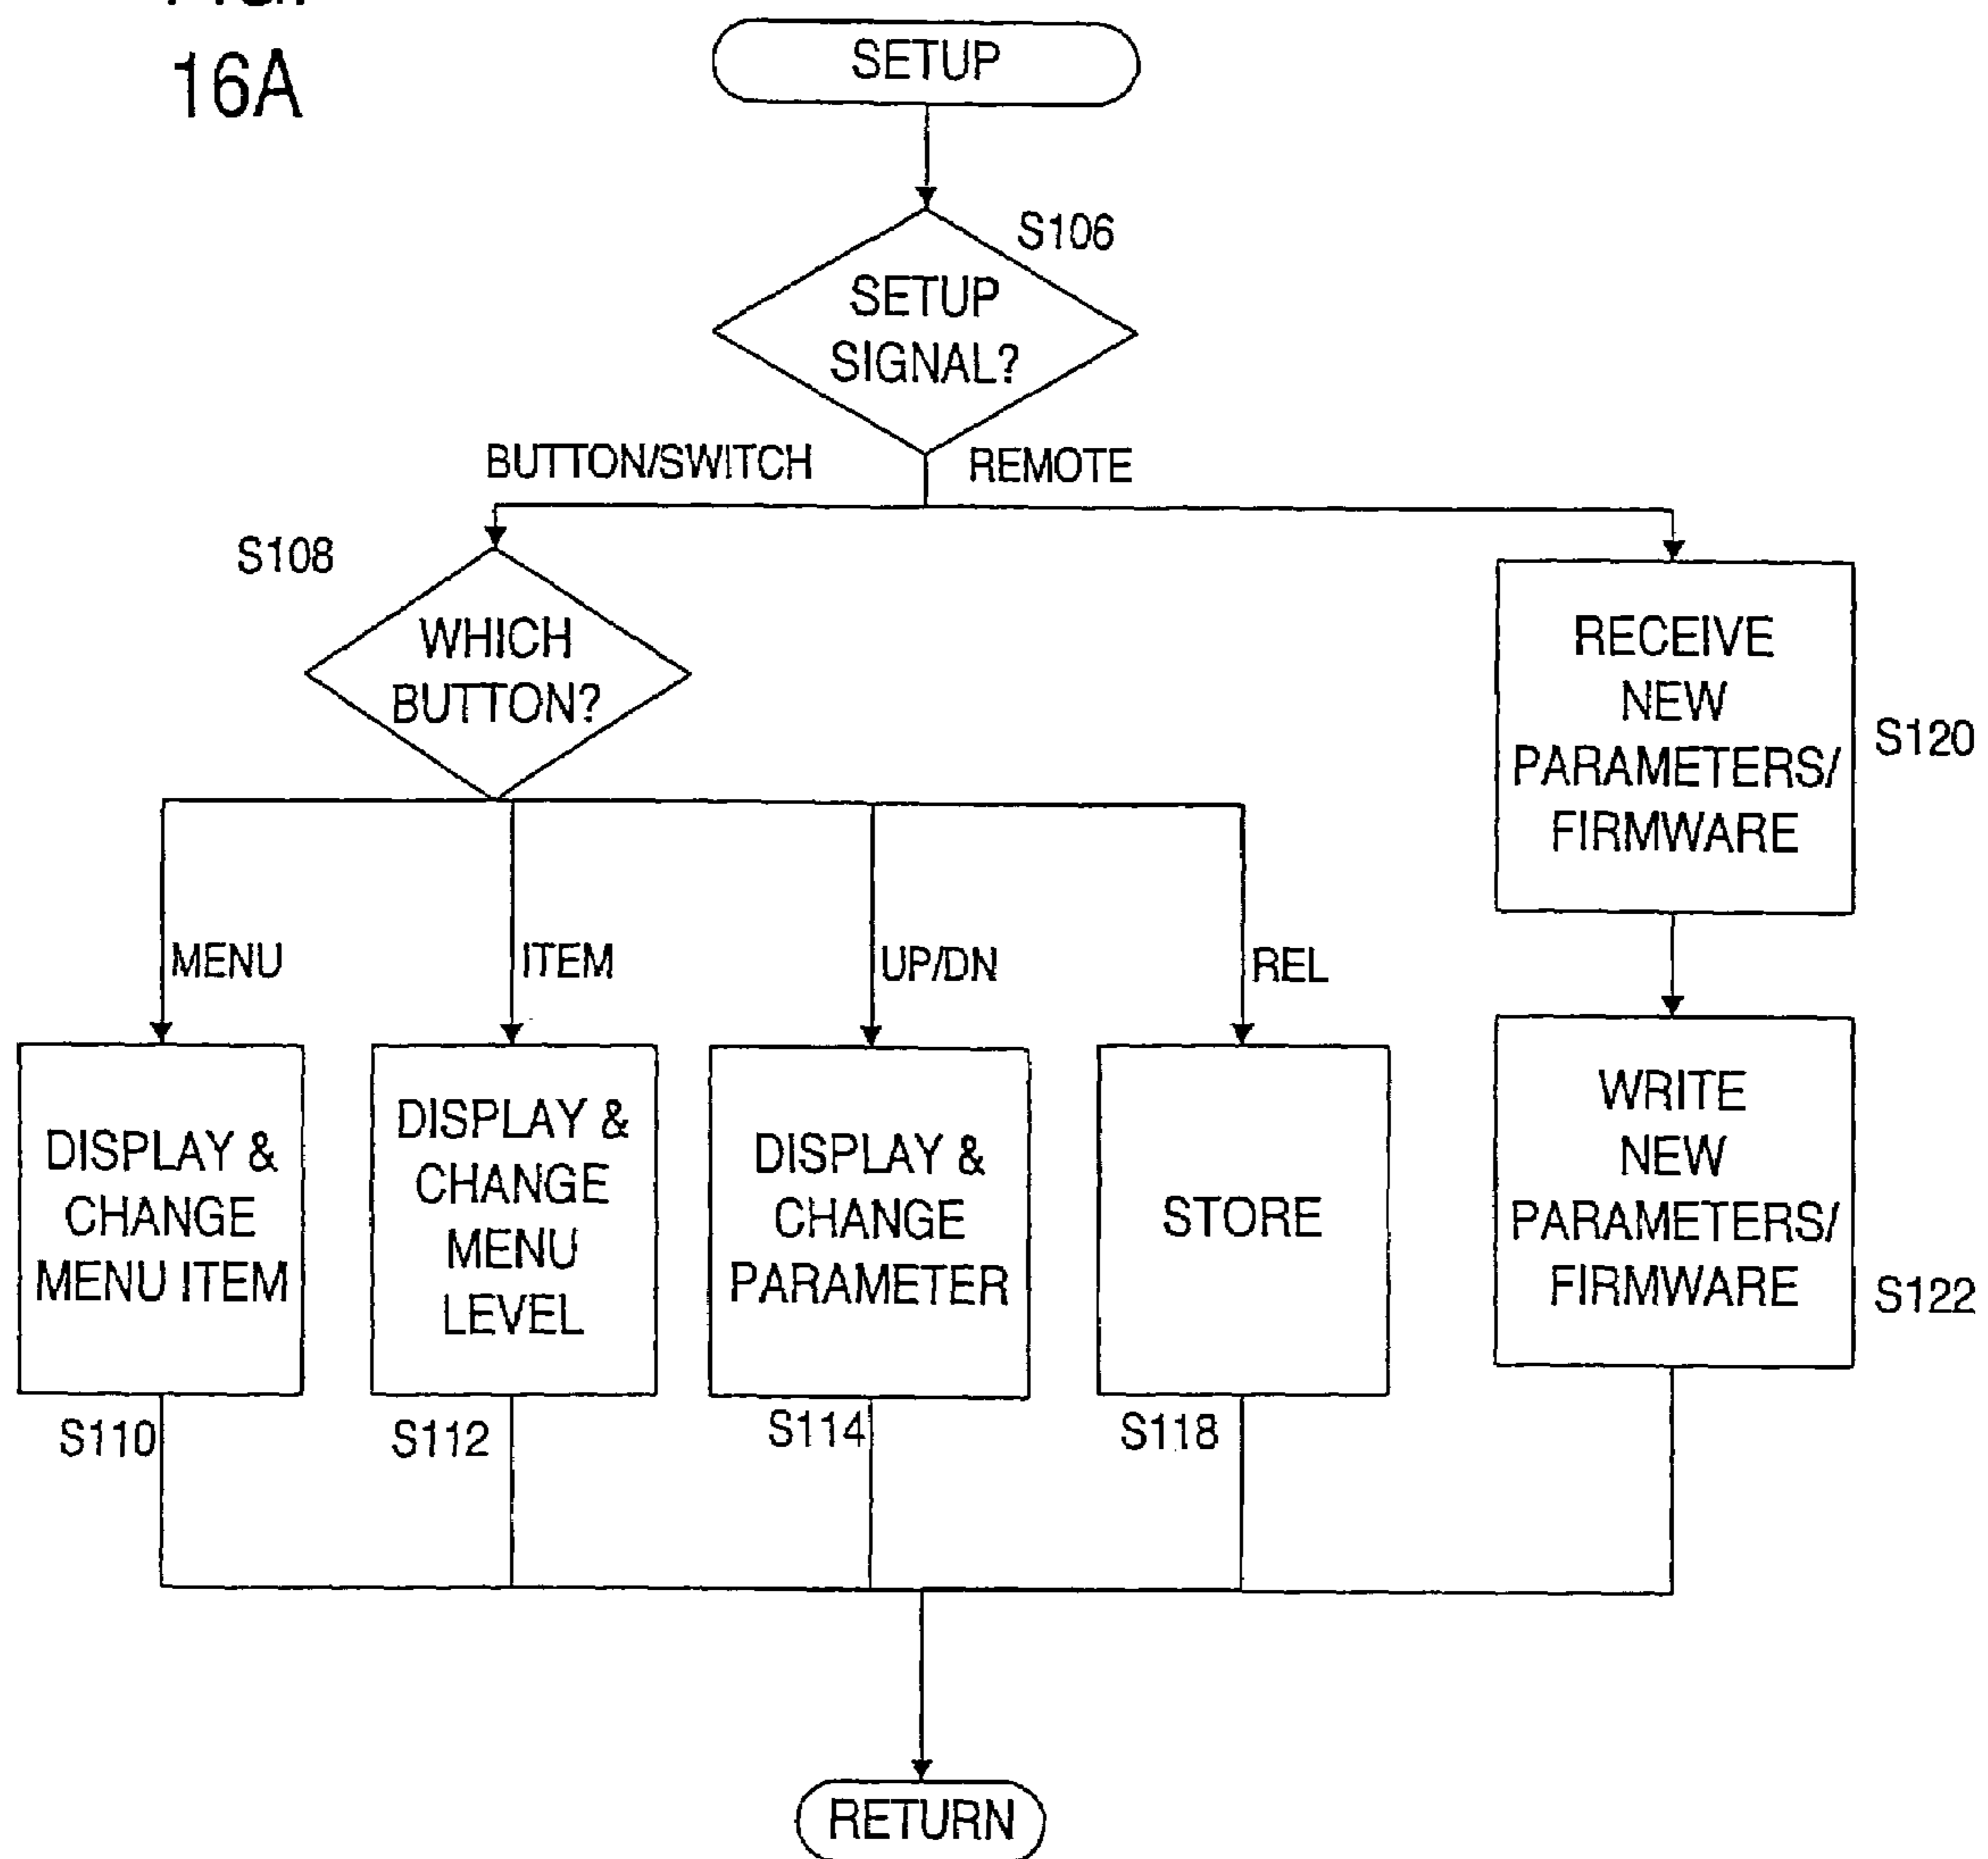 16A
SETUP
S106
SETUP
SIGNAL?
BUTTON/SWITCH
REMOTE
S108
WHICH
BUTTON?
RECEIVE
NEW
PARAMETERS/
FIRMWARE
S120
MENU
ITEM
UP/DN
REL
DISPLAY &
CHANGE
MENU ITEM
DISPLAY &
CHANGE
MENU
LEVEL
DISPLAY &
CHANGE
PARAMETER
STORE
WRITE
NEW
PARAMETERS/
FIRMWARE
S122
S110
S112
S114
S118
RETURN